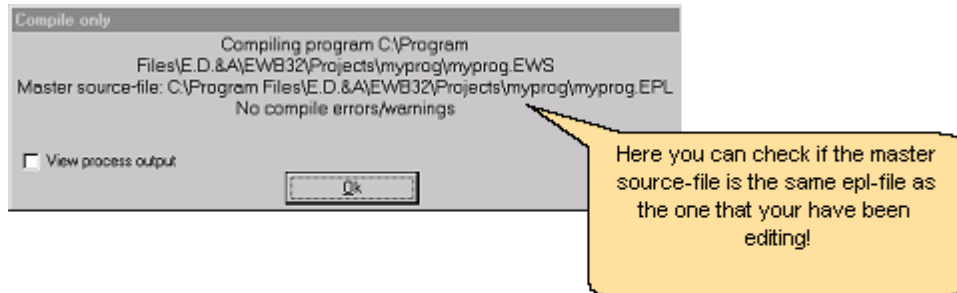 Compile only
Compiling program C:\Program
Files\E.D.&A\EWB32\Projects\myprog\myprog.EWS
Master source-file: C:\Program Files\E.D.&A\EWB32\Projects\myprog\myprog.EPL
No compile errors/warnings
View process output
Ok
Here you can check if the master
source-file is the same epl-file as
the one that your have been
editing!